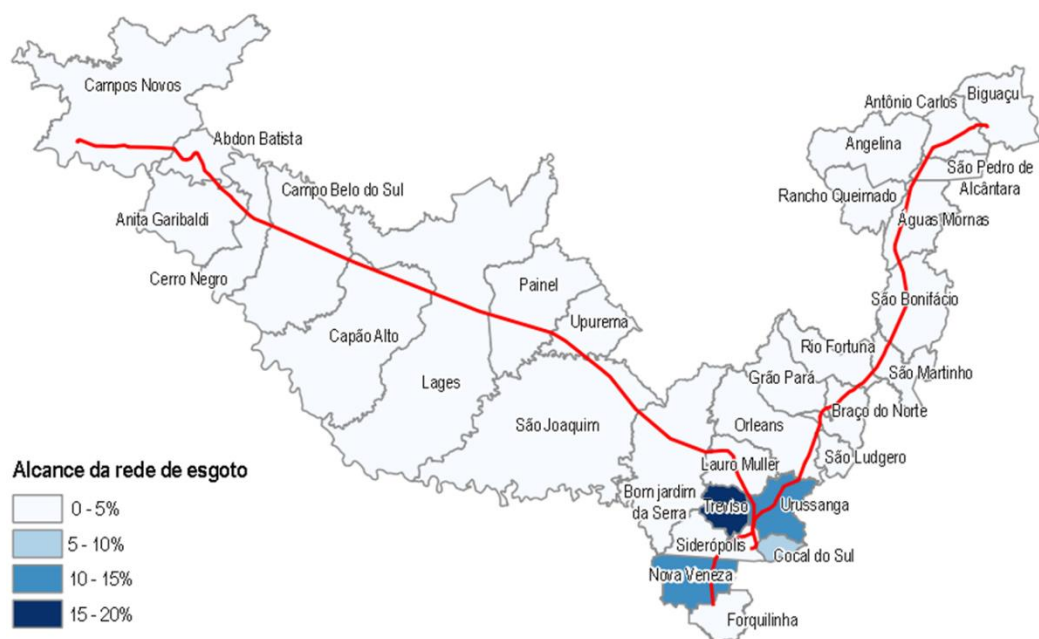 Campos Novos
Abdon Batista
Campo Belo do Sul
Anita Garibaldi
Cerro Negro
Capão Alto
Lages
Painel
Upurema
São Joaquim
Biguaçu
Antônio Carlos
Angelina
São Pedro de
Alcântara
Rancho Queimado
Águas Mornas
São Bonifácio
Rio Fortuna
São Martinho
Grão Pará
Braço do Norte
Orleans
São Ludgero
Lauro Muller
Bom jardim
da Serra
Treviso
Urussanga
Siderópolis
Cocal do Sul
Nova Veneza
Forquilinha
Alcance da rede de esgoto
0 - 5%
5 - 10%
10 - 15%
15 - 20%